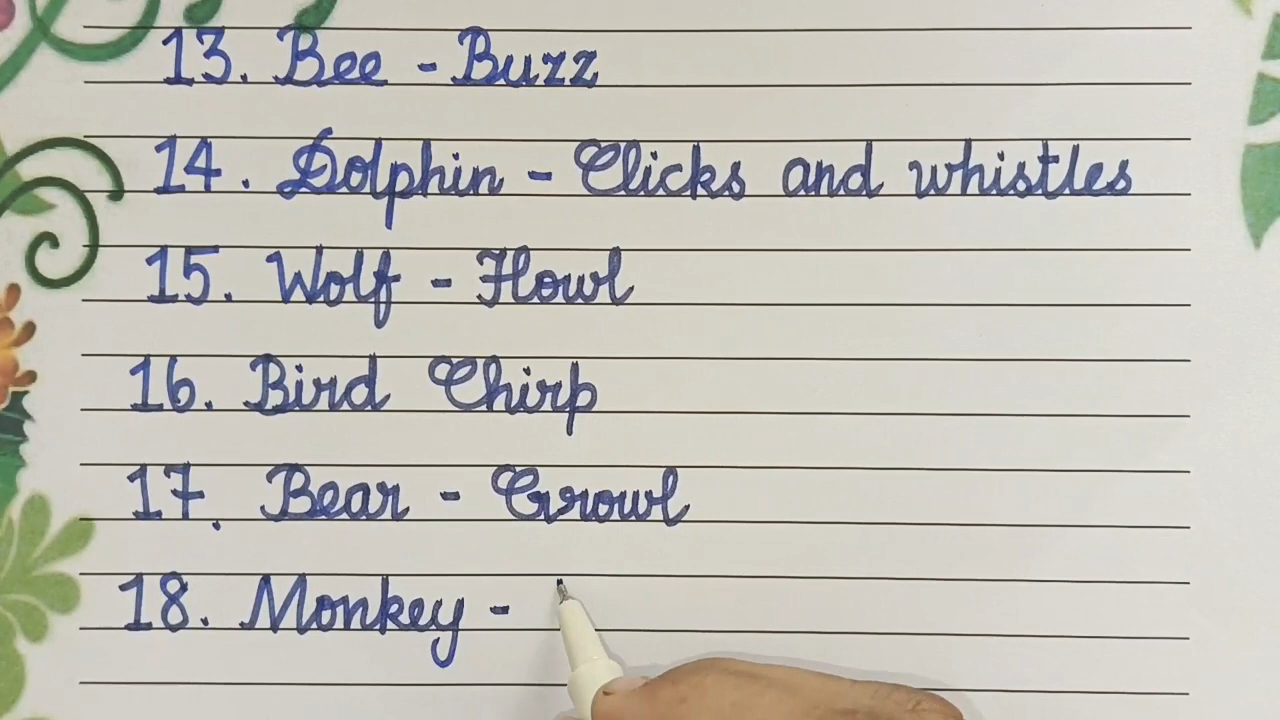 13. Bee - Buzz
14. Dolphin - Clicks and whistles
15. Wolf - Howl
16. Bird Chirp
17. Bear - Growl
18. Monkey -